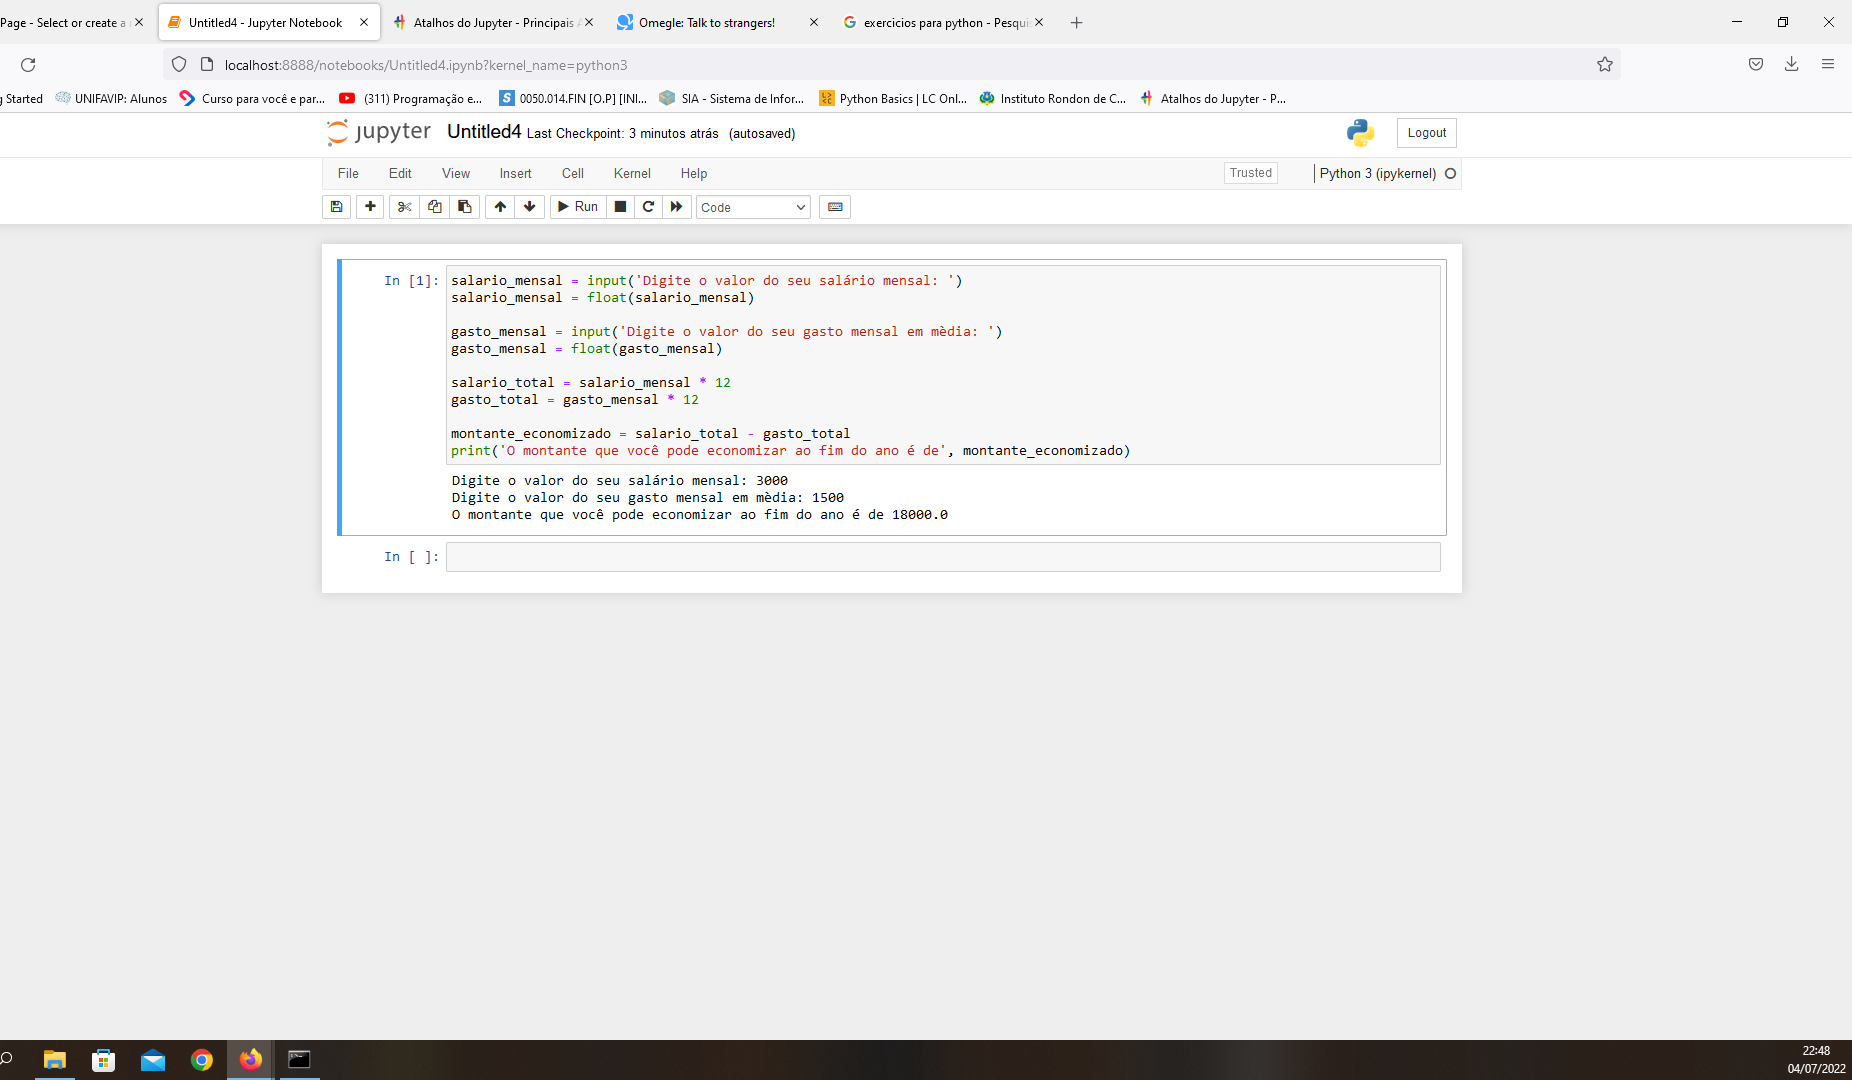 Page - Select or create a
Untitled4 - Jupyter Notebook
Atalhos do Jupyter - Principais
Omegle: Talk to strangers!
exercicios para python - Pesqui
localhost:8888/notebooks/Untitled4.ipynb?kernel_name=python3
Started
UNIFAVIP: Alunos
Curso para você e par...
(311) Programação e...
0050.014.FIN [O.P] [INI...
SIA - Sistema de Infor...
Python Basics | LC Onl...
Instituto Rondon de C...
Atalhos do Jupyter - P...
jupyter Untitled4 Last Checkpoint: 3 minutos atrás (autosaved)
Logout
File Edit View Insert Cell Kernel Help
Trusted
Python 3 (ipykernel)
Run
Code
In [1]:
salario_mensal = input('Digite o valor do seu salário mensal: ')
salario_mensal = float(salario_mensal)
gasto_mensal = input('Digite o valor do seu gasto mensal em mèdia: ')
gasto_mensal = float(gasto_mensal)
salario_total = salario_mensal * 12
gasto_total = gasto_mensal * 12
montante_economizado = salario_total - gasto_total
print('O montante que você pode economizar ao fim do ano é de', montante_economizado)
Digite o valor do seu salário mensal: 3000
Digite o valor do seu gasto mensal em mèdia: 1500
O montante que você pode economizar ao fim do ano é de 18000.0
In [ ]:
22:48
04/07/2022